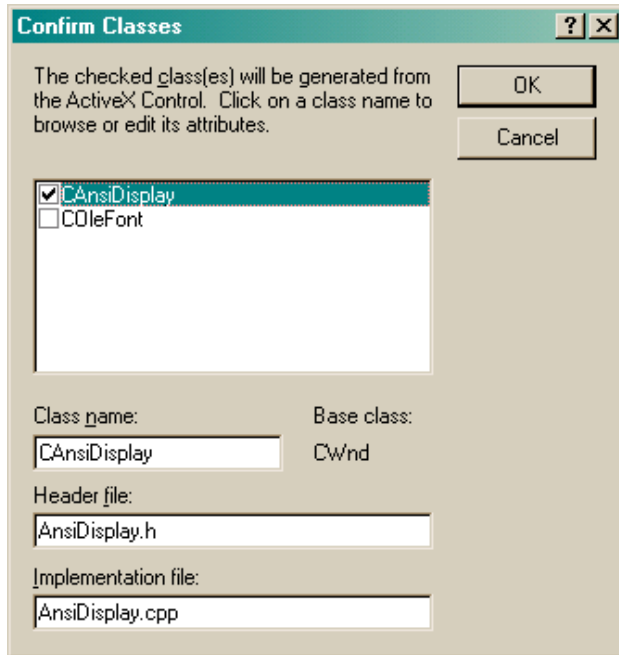 Confirm Classes
The checked class(es) will be generated from
the ActiveX Control. Click on a class name to
browse or edit its attributes.
OK
Cancel
CAnsiDisplay
COleFont
Class name:
Base class:
CAnsiDisplay
CWnd
Header file:
AnsiDisplay.h
Implementation file:
AnsiDisplay.cpp